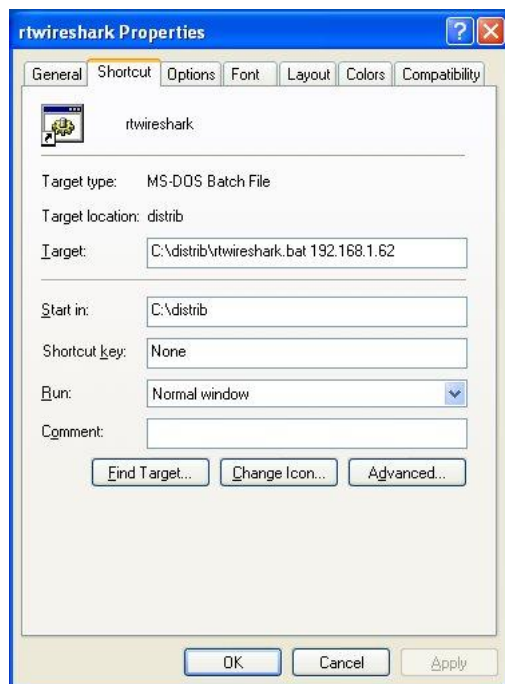 rtwireshark Properties
General Shortcut Options Font Layout Colors Compatibility
rtwireshark
Target type: MS-DOS Batch File
Target location: distrib
Target: C:\distrib\rtwireshark.bat 192.168.1.62
Start in: C:\distrib
Shortcut key: None
Run: Normal window
Comment:
Find Target... Change Icon... Advanced...
OK Cancel Apply